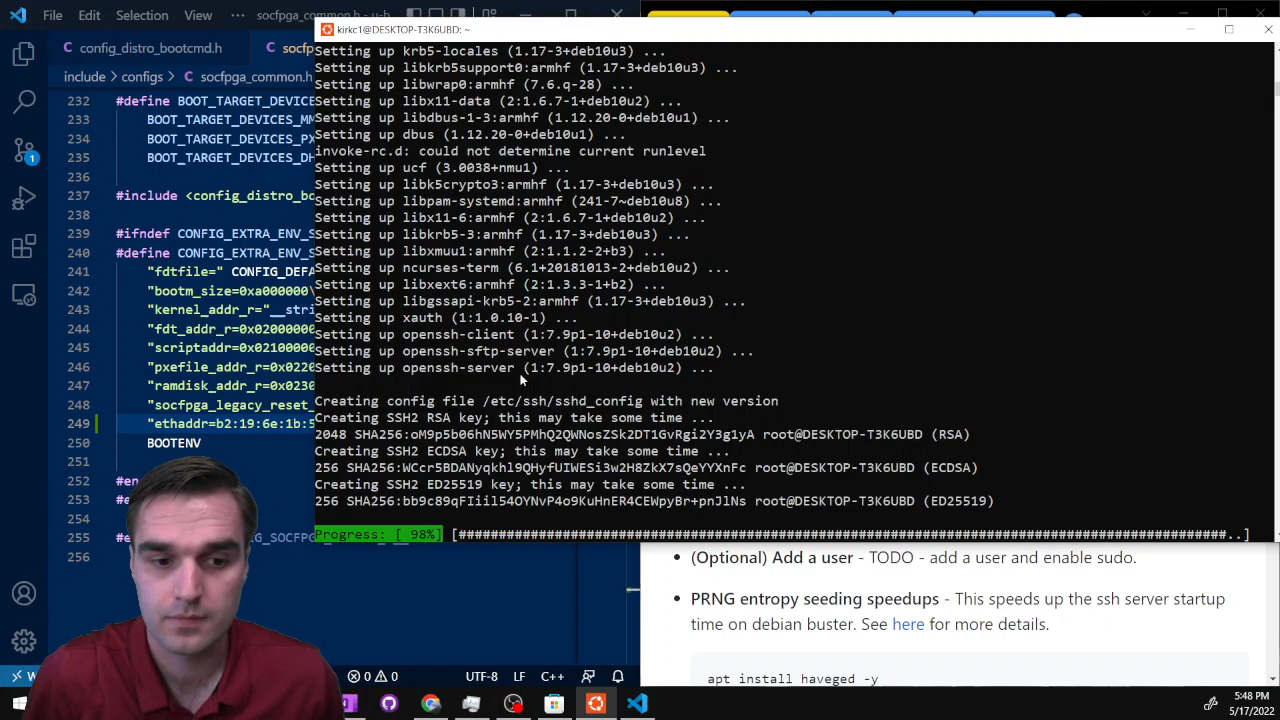 File
Edit
Selection
View
···
socfpga_common.h - u-b
kirkc1@DESKTOP-T3K6UBD: ~
config_distro_bootcmd.h
socfp
include > configs > socfpga_common.h
232 #define BOOT_TARGET_DEVICES
233 BOOT_TARGET_DEVICES_MM
234 BOOT_TARGET_DEVICES_PX
235 BOOT_TARGET_DEVICES_DH
236
237 #include <config_distro_bo
238
239 #ifndef CONFIG_EXTRA_ENV_S
240 #define CONFIG_EXTRA_ENV_S
241 "fdtfile=" CONFIG_DEFA
242 "bootm_size=0xa000000\
243 "kernel_addr_r="__stri
244 "fdt_addr_r=0x02000000
245 "scriptaddr=0x02100000
246 "pxefile_addr_r=0x0220
247 "ramdisk_addr_r=0x0230
248 "socfpga_legacy_reset_
249 "ethaddr=b2:19:6e:1b:5
250 BOOTENV
251
252 #en
253 #e
254
255 #e
256
1
Setting up krb5-locales (1.17-3+deb10u3) ...
Setting up libkrb5support0:armhf (1.17-3+deb10u3) ...
Setting up libwrap0:armhf (7.6.q-28) ...
Setting up libx11-data (2:1.6.7-1+deb10u2) ...
Setting up libdbus-1-3:armhf (1.12.20-0+deb10u1) ...
Setting up dbus (1.12.20-0+deb10u1) ...
invoke-rc.d: could not determine current runlevel
Setting up ucf (3.0038+nmu1) ...
Setting up libk5crypto3:armhf (1.17-3+deb10u3) ...
Setting up libpam-systemd:armhf (241-7~deb10u8) ...
Setting up libx11-6:armhf (2:1.6.7-1+deb10u2) ...
Setting up libkrb5-3:armhf (1.17-3+deb10u3) ...
Setting up libxmuu1:armhf (2:1.1.2-2+b3) ...
Setting up ncurses-term (6.1+20181013-2+deb10u2) ...
Setting up libxext6:armhf (2:1.3.3-1+b2) ...
Setting up libgssapi-krb5-2:armhf (1.17-3+deb10u3) ...
Setting up xauth (1:1.0.10-1) ...
Setting up openssh-client (1:7.9p1-10+deb10u2) ...
Setting up openssh-sftp-server (1:7.9p1-10+deb10u2) ...
Setting up openssh-server (1:7.9p1-10+deb10u2) ...
Creating config file /etc/ssh/sshd_config with new version
Creating SSH2 RSA key; this may take some time ...
2048 SHA256:oM9p5b06hN5WY5PMhQ2QWNosZSk2DT1GvRgi2Y3g1yA root@DESKTOP-T3K6UBD (RSA)
Creating SSH2 ECDSA key; this may take some time ...
256 SHA256:WCcr5BDANyqkhl9QHyfUIWESi3w2H8ZkX7sQeYYXnFc root@DESKTOP-T3K6UBD (ECDSA)
Creating SSH2 ED25519 key; this may take some time ...
256 SHA256:bb9c89qFIiil54OYNvP4o9KuHnER4CEWpyBr+pnJlNs root@DESKTOP-T3K6UBD (ED25519)
Progress: [ 98%] [##################################################################################################..]
• (Optional) Add a user - TODO - add a user and enable sudo.
• PRNG entropy seeding speedups - This speeds up the ssh server startup
time on debian buster. See here for more details.
apt install haveged -y
0 0 UTF-8 LF C++
5:48 PM
5/17/2022